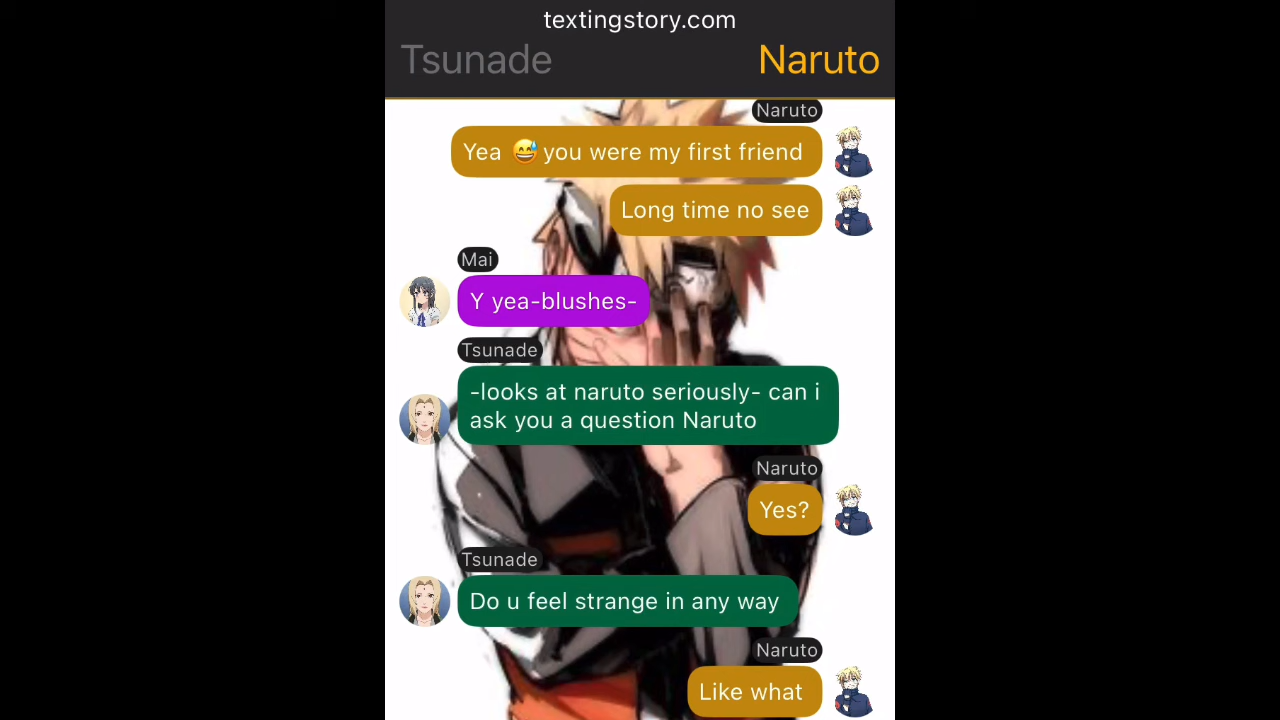 textingstory.com
Tsunade
Naruto
Naruto
Yea 😅 you were my first friend
Long time no see
Mai
Y yea-blushes-
Tsunade
-looks at naruto seriously- can i
ask you a question Naruto
Naruto
Yes?
Tsunade
Do u feel strange in any way
Naruto
Like what